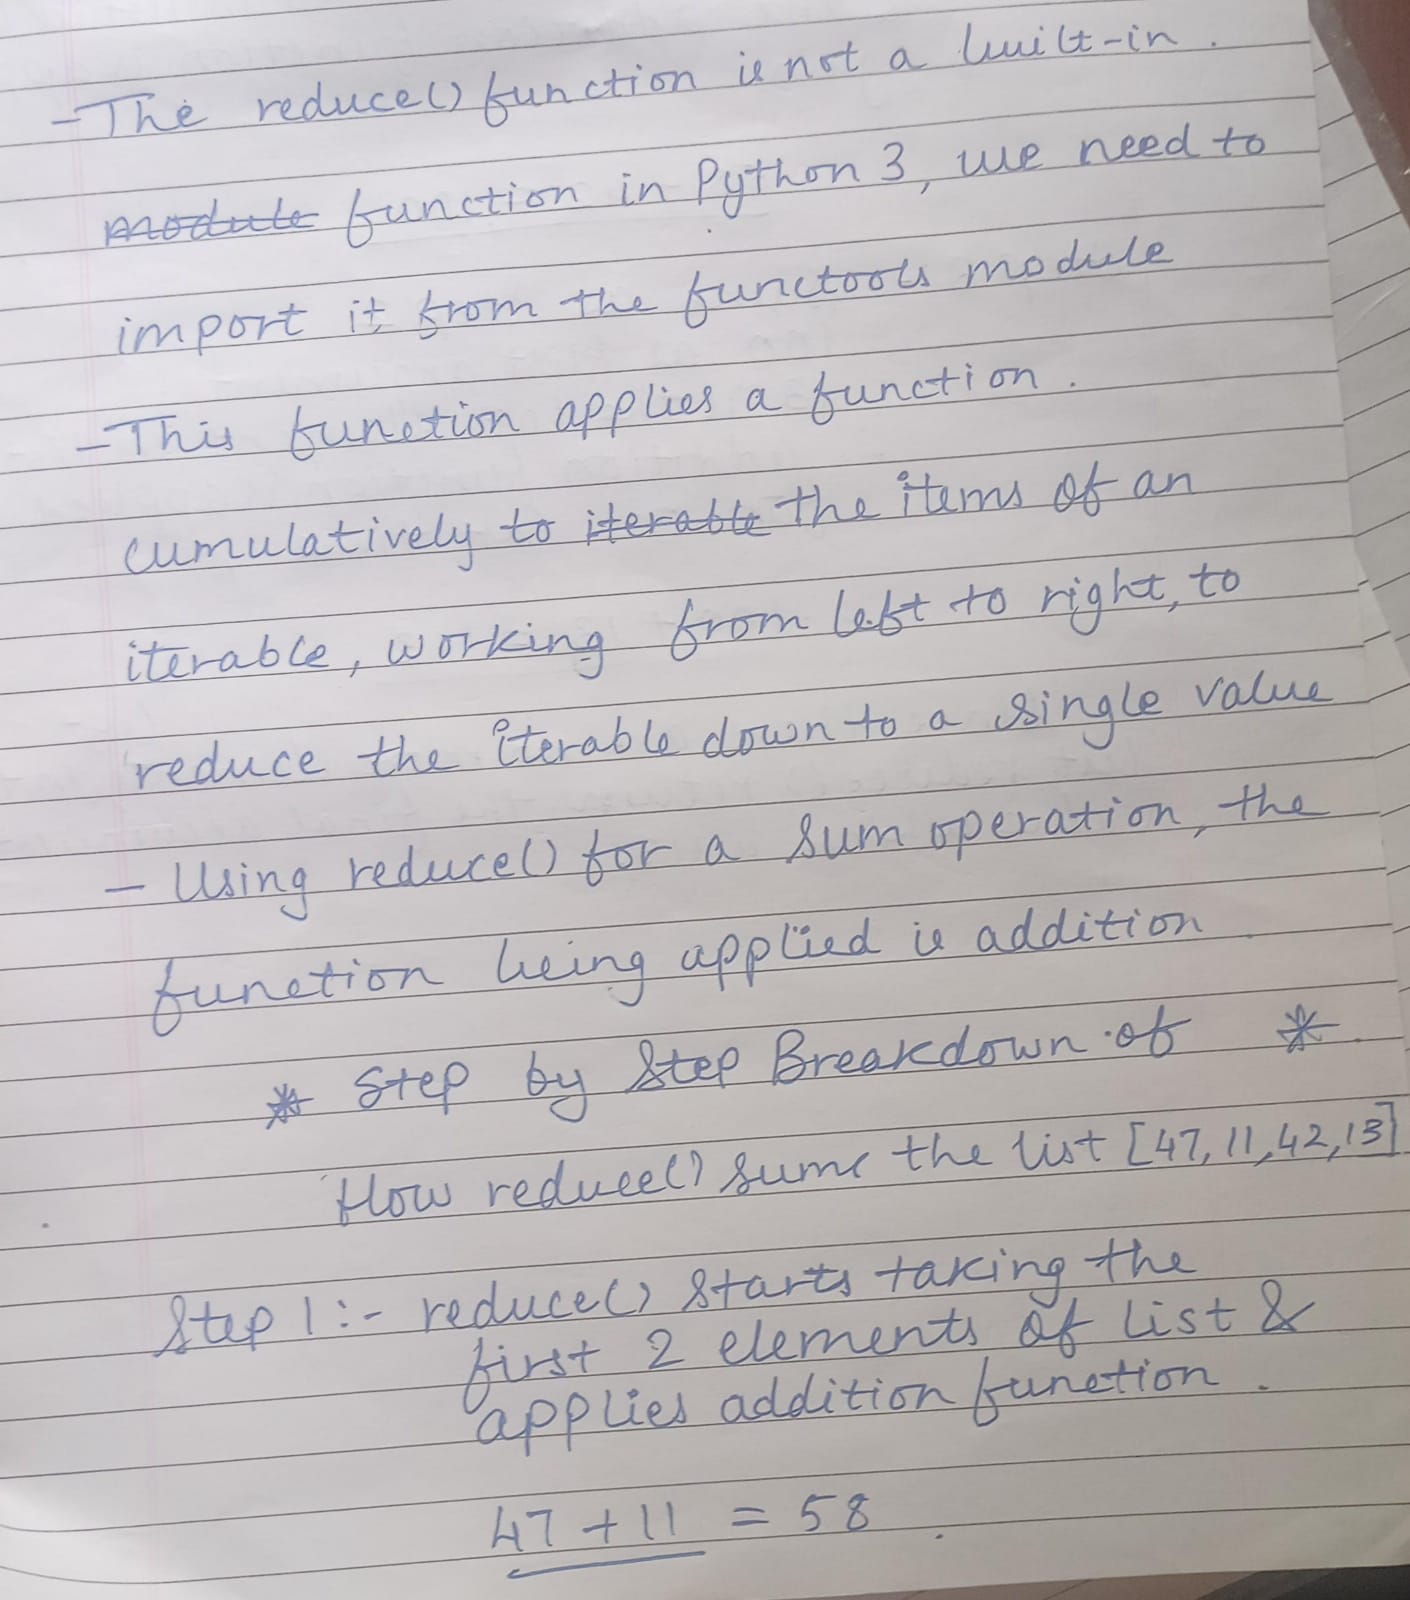 - The reduce() function is not a built-in.
module function in Python 3, we need to
import it from the functools module
- This function applies a function.
cumulatively to iterable the items of an
iterable, working from left to right, to
reduce the iterable down to a single value
- Using reduce() for a sum operation, the
function being applied is addition
* Step by Step Breakdown of *
How reduce() sums the list [47, 11, 42, 13]
Step 1 :- reduce() starts taking the
first 2 elements of list &
applies addition function.
47 + 11 = 58